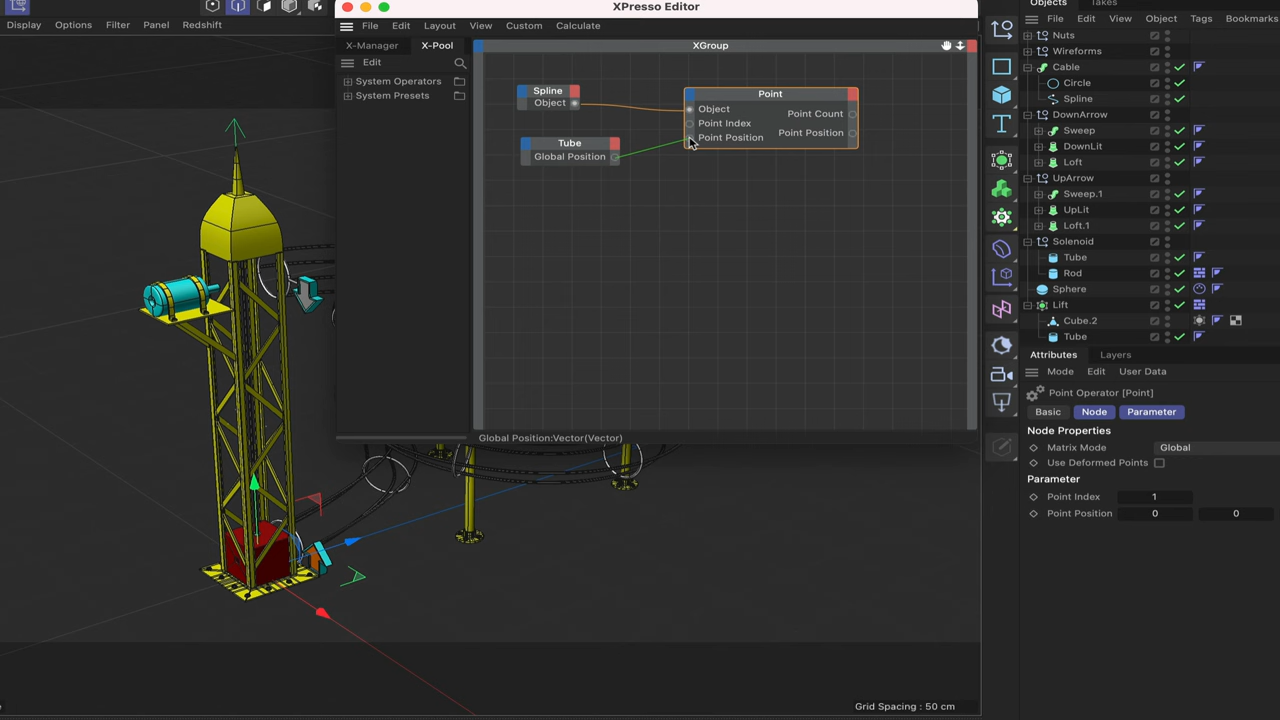 XPresso Editor
File Edit Layout View Custom Calculate
X-Manager X-Pool
Edit
System Operators
System Presets
XGroup
Spline
Object
Tube
Global Position
Point
Object
Point Index
Point Position
Point Count
Point Position
Global Position:Vector(Vector)
Display Options Filter Panel Redshift
Grid Spacing : 50 cm
Objects Takes
File Edit View Object Tags Bookmarks
Nuts
Wireforms
Cable
Circle
Spline
DownArrow
Sweep
DownLit
Loft
UpArrow
Sweep.1
UpLit
Loft.1
Solenoid
Tube
Rod
Sphere
Lift
Cube.2
Tube
Attributes Layers
Mode Edit User Data
Point Operator [Point]
Basic Node Parameter
Node Properties
Matrix Mode Global
Use Deformed Points
Parameter
Point Index 1
Point Position 0 0